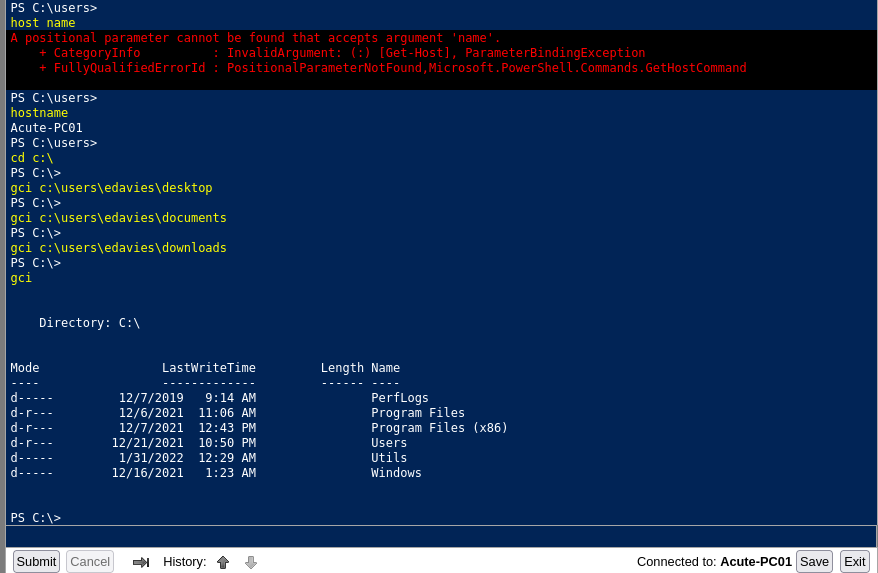 PS C:\users>
host name
A positional parameter cannot be found that accepts argument 'name'.
    + CategoryInfo          : InvalidArgument: (:) [Get-Host], ParameterBindingException
    + FullyQualifiedErrorId : PositionalParameterNotFound,Microsoft.PowerShell.Commands.GetHostCommand
PS C:\users>
hostname
Acute-PC01
PS C:\users>
cd c:\
PS C:\>
gci c:\users\edavies\desktop
PS C:\>
gci c:\users\edavies\documents
PS C:\>
gci c:\users\edavies\downloads
PS C:\>
gci
    Directory: C:\
Mode                 LastWriteTime         Length Name
----                 -------------         ------ ----
d-----         12/7/2019   9:14 AM                PerfLogs
d-r---         12/6/2021  11:06 AM                Program Files
d-r---         12/7/2021  12:43 PM                Program Files (x86)
d-r---        12/21/2021  10:50 PM                Users
d-----         1/31/2022  12:29 AM                Utils
d-----        12/16/2021   1:23 AM                Windows
PS C:\>
Submit Cancel History: Connected to: Acute-PC01 Save Exit